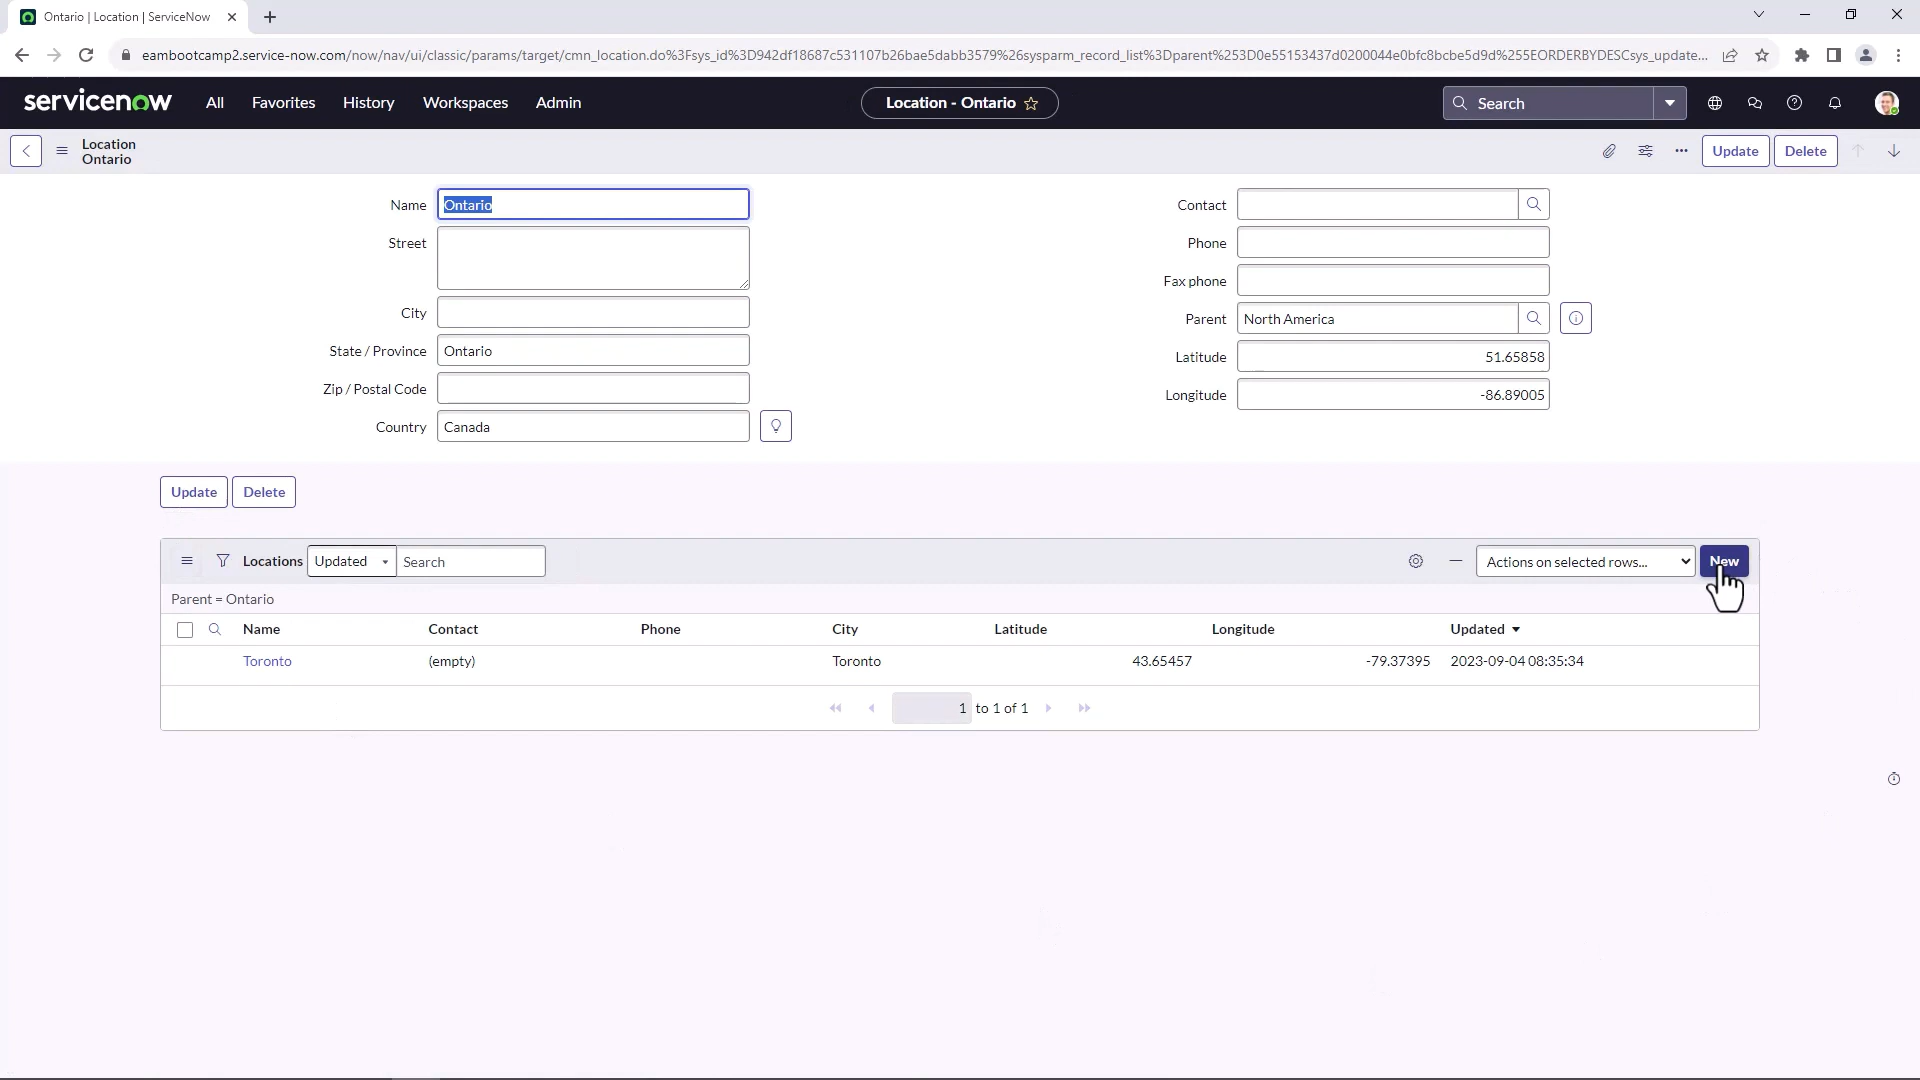 Ontario | Location | ServiceNow
eambootcamp2.service-now.com/now/nav/ui/classic/params/target/cmn_location.do%3Fsys_id%3D942df18687c531107b26bae5dabb3579%26sysparm_record_list%3Dparent%253D0e55153437d0200044e0bfc8bcbe5d9d%255EORDERBYDESCsys_update...
servicenow All Favorites History Workspaces Admin Location - Ontario Search
Location
Ontario
Update Delete
Name Ontario
Street
City
State / Province Ontario
Zip / Postal Code
Country Canada
Contact
Phone
Fax phone
Parent North America
Latitude 51.65858
Longitude -86.89005
Update Delete
Locations Updated Search Actions on selected rows... New
Parent = Ontario
Name Contact Phone City Latitude Longitude Updated
Toronto (empty) Toronto 43.65457 -79.37395 2023-09-04 08:35:34
1 to 1 of 1